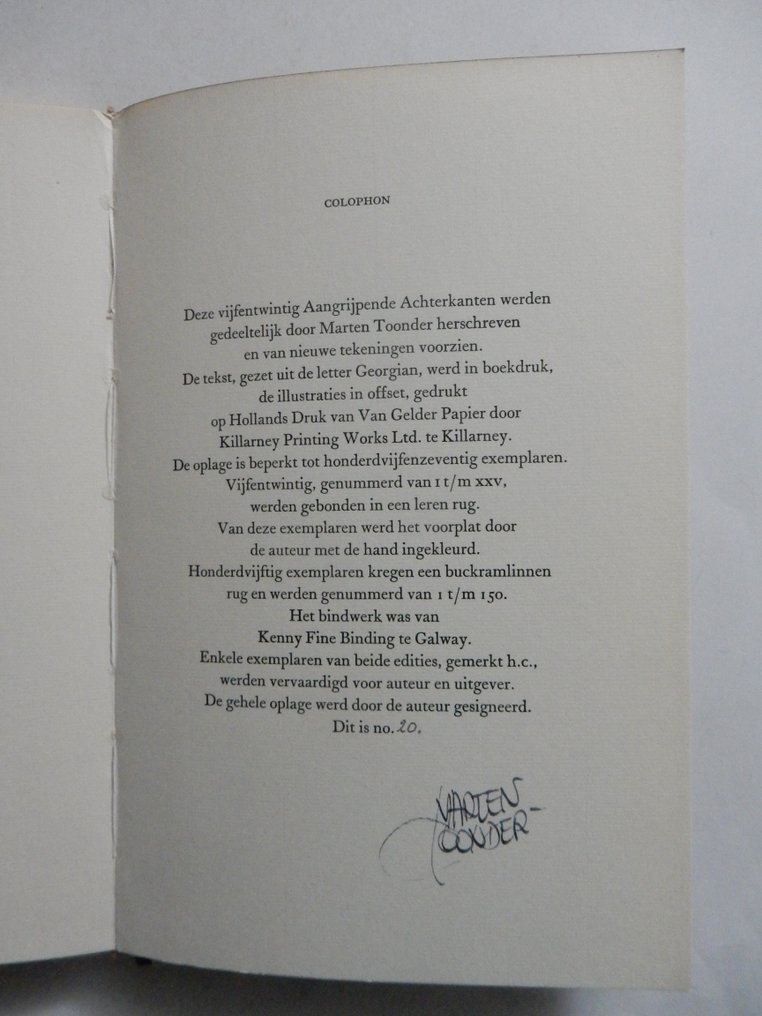 COLOPHON
Deze vijfentwintig Aangrijpende Achterkanten werden
gedeeltelijk door Marten Toonder herschreven
en van nieuwe tekeningen voorzien.
De tekst, gezet uit de letter Georgian, werd in boekdruk,
de illustraties in offset, gedrukt
op Hollands Druk van Van Gelder Papier door
Killarney Printing Works Ltd. te Killarney.
De oplage is beperkt tot honderdvijfenzeventig exemplaren.
Vijfentwintig, genummerd van I t/m XXV,
werden gebonden in een leren rug.
Van deze exemplaren werd het voorplat door
de auteur met de hand ingekleurd.
Honderdvijftig exemplaren kregen een buckramlinnen
rug en werden genummerd van 1 t/m 150.
Het bindwerk was van
Kenny Fine Binding te Galway.
Enkele exemplaren van beide edities, gemerkt h.c.,
werden vervaardigd voor auteur en uitgever.
De gehele oplage werd door de auteur gesigneerd.
Dit is no. 20.
MARTEN
TOONDER-